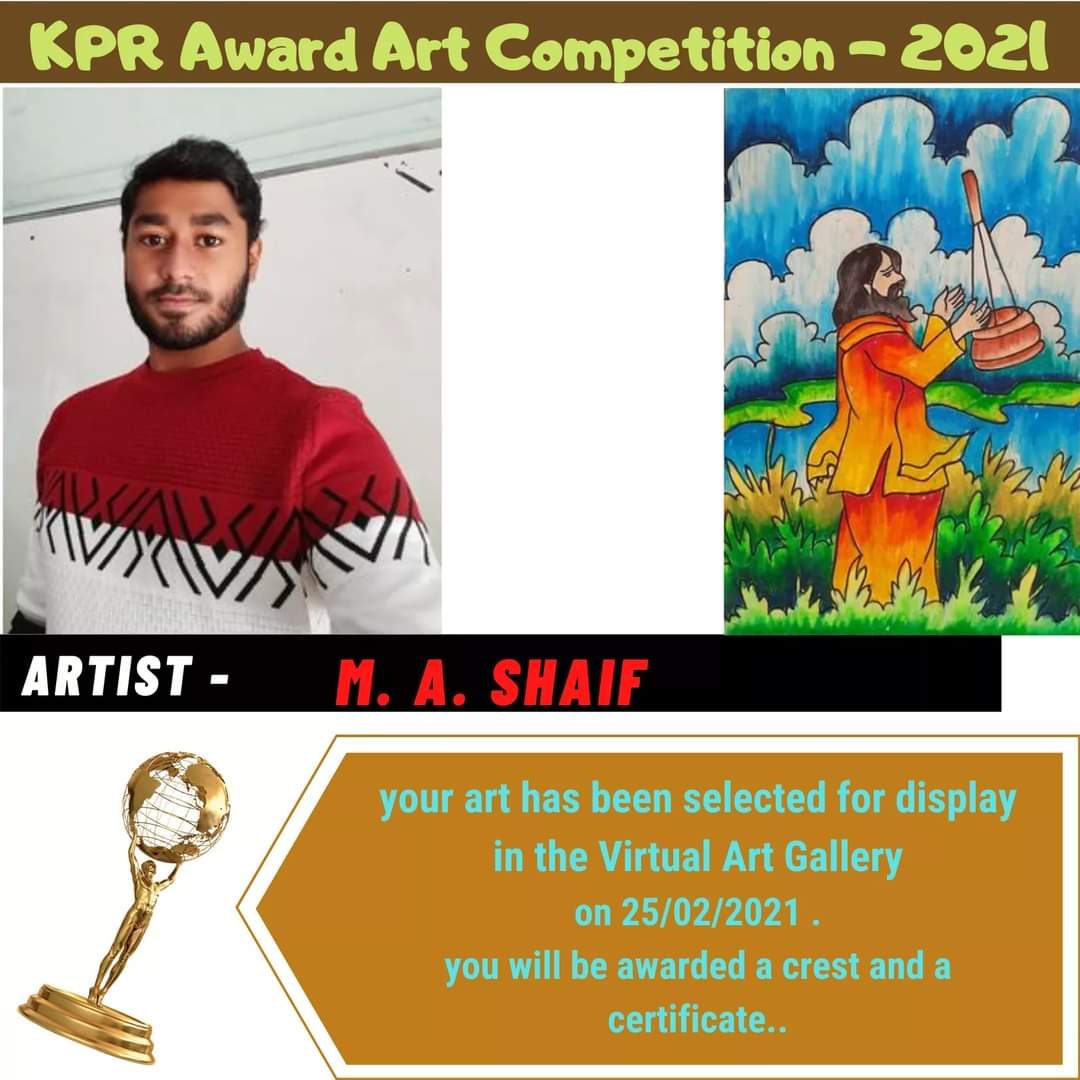 KPR Award Art Competition - 2021
ARTIST - M. A. SHAIF
your art has been selected for display
in the Virtual Art Gallery
on 25/02/2021 .
you will be awarded a crest and a
certificate..